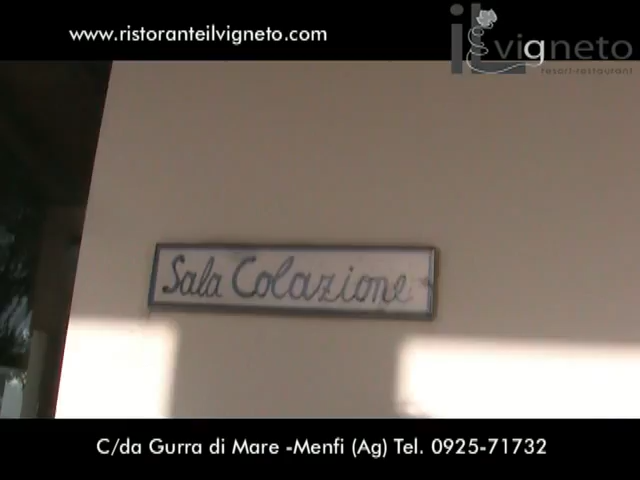 www.ristoranteilvigneto.com
iL vigneto
resort-restaurant
Sala Colazione
C/da Gurra di Mare -Menfi (Ag) Tel. 0925-71732